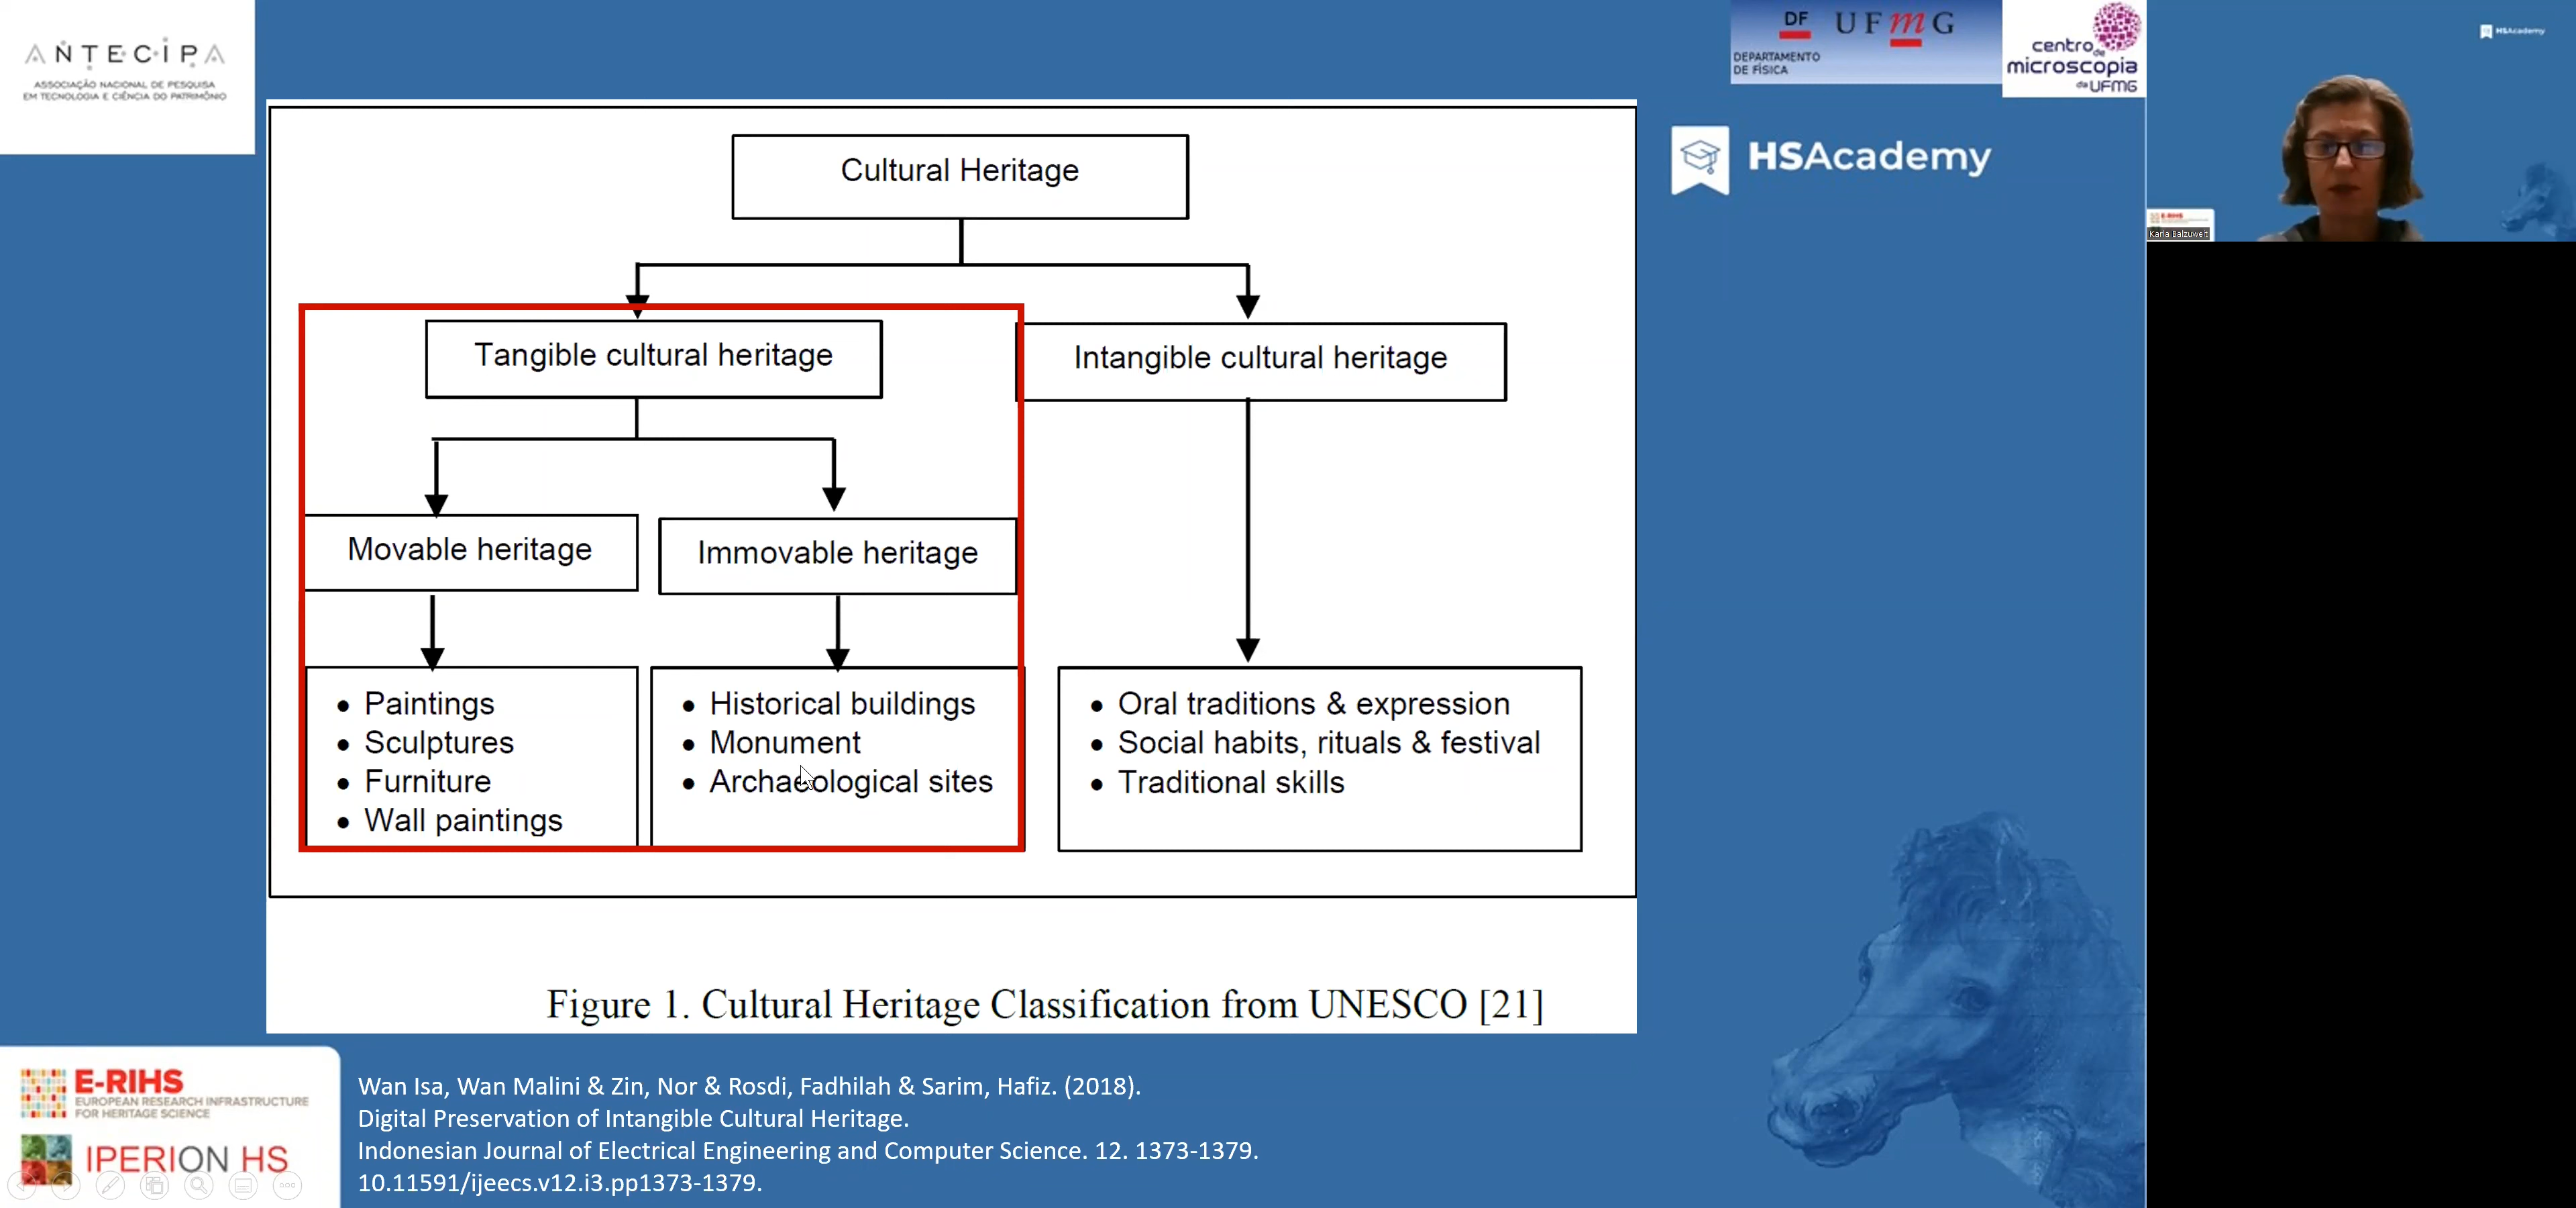 ANTECIPA
ASSOCIAÇÃO NACIONAL DE PESQUISA
EM TECNOLOGIA E CIÊNCIA DO PATRIMÔNIO
DF UFmG
DEPARTAMENTO
DE FÍSICA
centro de
microscopia
da UFMG
HSAcademy
HSAcademy
E-RIHS
Karla Balzuweit
Cultural Heritage
Tangible cultural heritage
Intangible cultural heritage
Movable heritage
Immovable heritage
• Paintings
• Sculptures
• Furniture
• Wall paintings
• Historical buildings
• Monument
• Archaeological sites
• Oral traditions & expression
• Social habits, rituals & festival
• Traditional skills
Figure 1. Cultural Heritage Classification from UNESCO [21]
E-RIHS
EUROPEAN RESEARCH INFRASTRUCTURE
FOR HERITAGE SCIENCE
IPERION HS
Wan Isa, Wan Malini & Zin, Nor & Rosdi, Fadhilah & Sarim, Hafiz. (2018).
Digital Preservation of Intangible Cultural Heritage.
Indonesian Journal of Electrical Engineering and Computer Science. 12. 1373-1379.
10.11591/ijeecs.v12.i3.pp1373-1379.